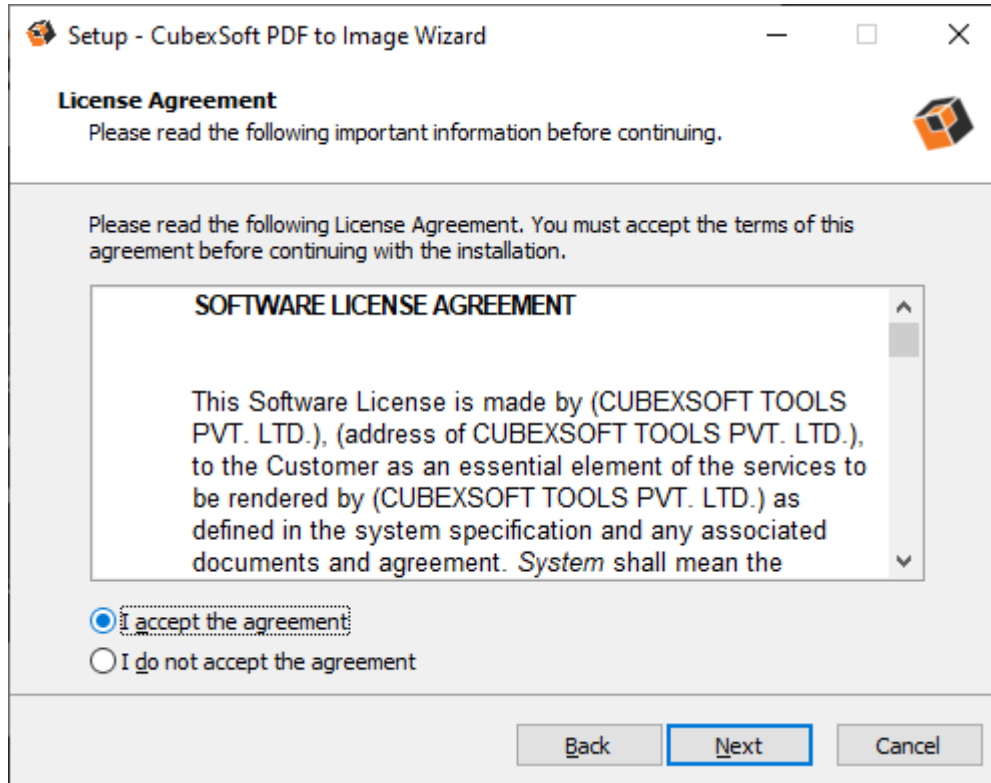 Setup - CubexSoft PDF to Image Wizard
License Agreement
Please read the following important information before continuing.
Please read the following License Agreement. You must accept the terms of this
agreement before continuing with the installation.
SOFTWARE LICENSE AGREEMENT
This Software License is made by (CUBEXSOFT TOOLS
PVT. LTD.), (address of CUBEXSOFT TOOLS PVT. LTD.),
to the Customer as an essential element of the services to
be rendered by (CUBEXSOFT TOOLS PVT. LTD.) as
defined in the system specification and any associated
documents and agreement. System shall mean the
I accept the agreement
I do not accept the agreement
Back Next Cancel